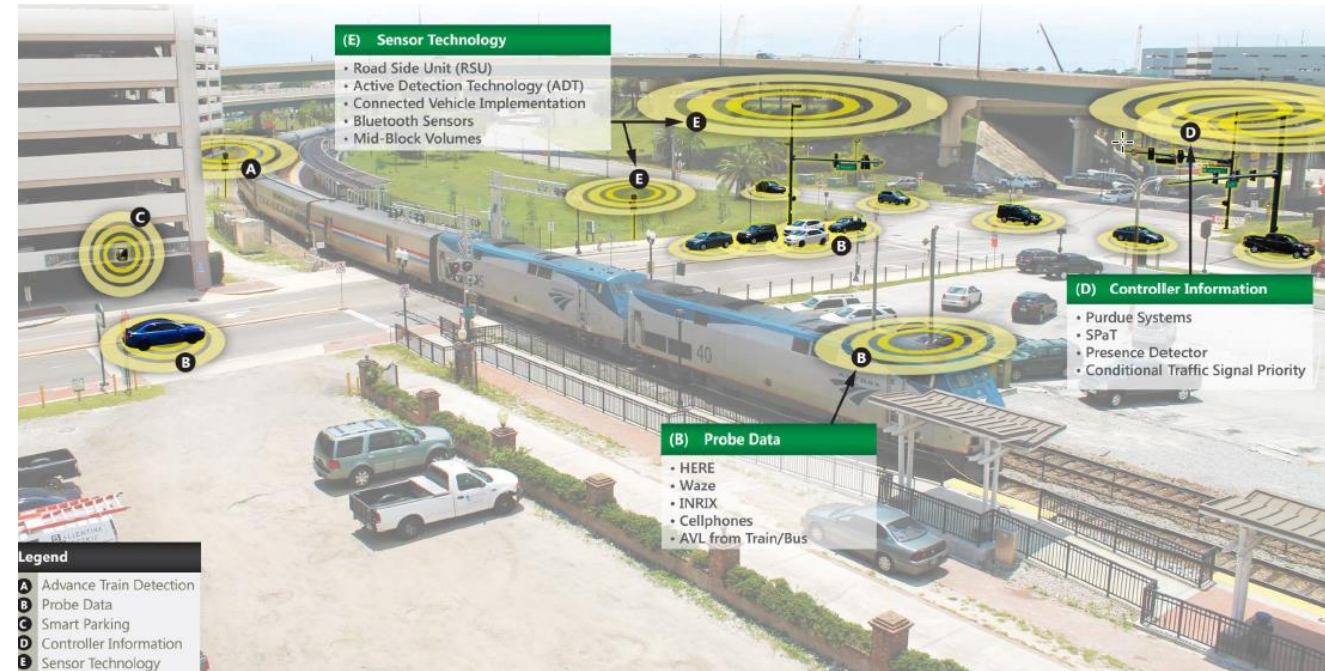 (E) Sensor Technology
• Road Side Unit (RSU)
• Active Detection Technology (ADT)
• Connected Vehicle Implementation
• Bluetooth Sensors
• Mid-Block Volumes
E
D
A
E
C
B
(D) Controller Information
• Purdue Systems
• SPaT
• Presence Detector
• Conditional Traffic Signal Priority
B
40
B
(B) Probe Data
• HERE
• Waze
• INRIX
• Cellphones
• AVL from Train/Bus
Legend
A Advance Train Detection
B Probe Data
C Smart Parking
D Controller Information
E Sensor Technology